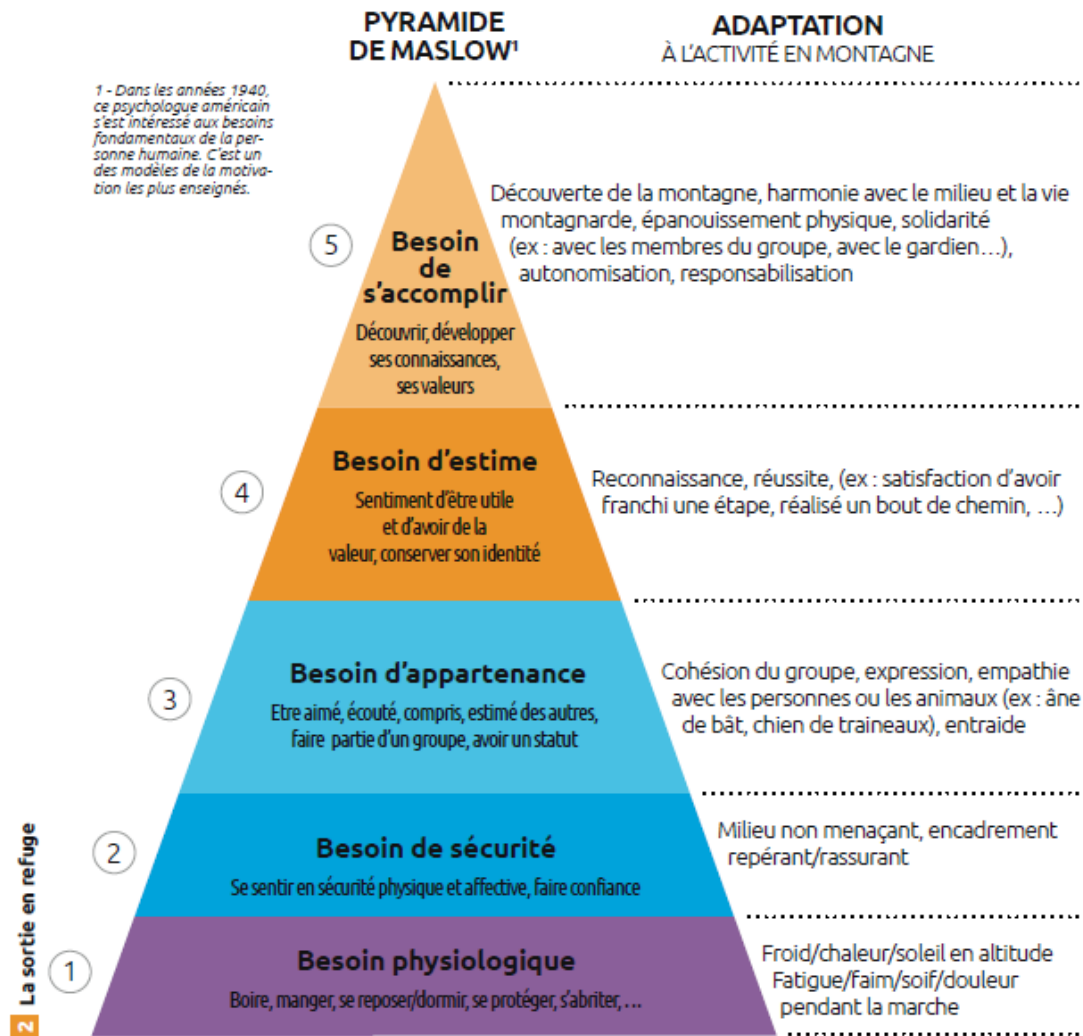 PYRAMIDE
DE MASLOW¹
ADAPTATION
À L'ACTIVITÉ EN MONTAGNE
1 - Dans les années 1940,
ce psychologue américain
s'est intéressé aux besoins
fondamentaux de la per-
sonne humaine. C'est un
des modèles de la motiva-
tion les plus enseignés.
5
Besoin
de
s'accomplir
Découvrir, développer
ses connaissances,
ses valeurs
Découverte de la montagne, harmonie avec le milieu et la vie
montagnarde, épanouissement physique, solidarité
(ex : avec les membres du groupe, avec le gardien…),
autonomisation, responsabilisation
4
Besoin d'estime
Sentiment d'être utile
et d'avoir de la
valeur, conserver son identité
Reconnaissance, réussite, (ex : satisfaction d'avoir
franchi une étape, réalisé un bout de chemin, …)
3
Besoin d'appartenance
Etre aimé, écouté, compris, estimé des autres,
faire partie d'un groupe, avoir un statut
Cohésion du groupe, expression, empathie
avec les personnes ou les animaux (ex : âne
de bât, chien de traineaux), entraide
2
Besoin de sécurité
Se sentir en sécurité physique et affective, faire confiance
Milieu non menaçant, encadrement
repérant/rassurant
1
Besoin physiologique
Boire, manger, se reposer/dormir, se protéger, s'abriter, …
Froid/chaleur/soleil en altitude
Fatigue/faim/soif/douleur
pendant la marche
2 La sortie en refuge